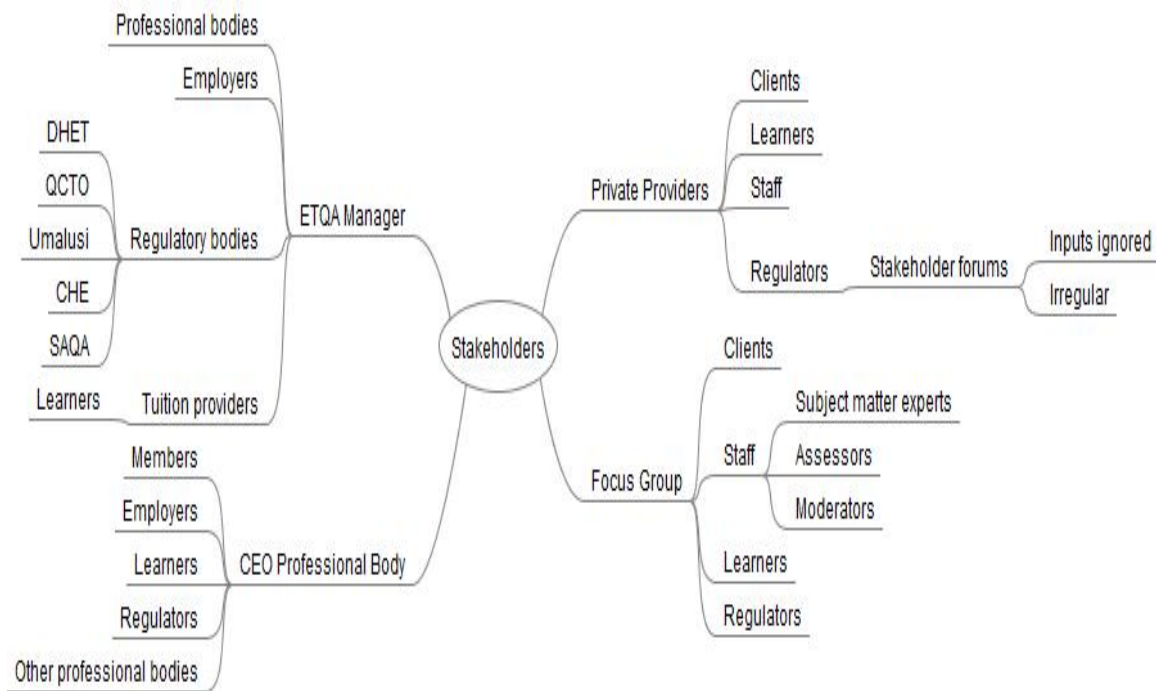 Professional bodies
Employers
DHET
QCTO
Umalusi
CHE
SAQA
Regulatory bodies
Learners
Tuition providers
ETQA Manager
Members
Employers
Learners
Regulators
Other professional bodies
CEO Professional Body
Stakeholders
Private Providers
Clients
Learners
Staff
Regulators
Stakeholder forums
Inputs ignored
Irregular
Focus Group
Clients
Staff
Subject matter experts
Assessors
Moderators
Learners
Regulators